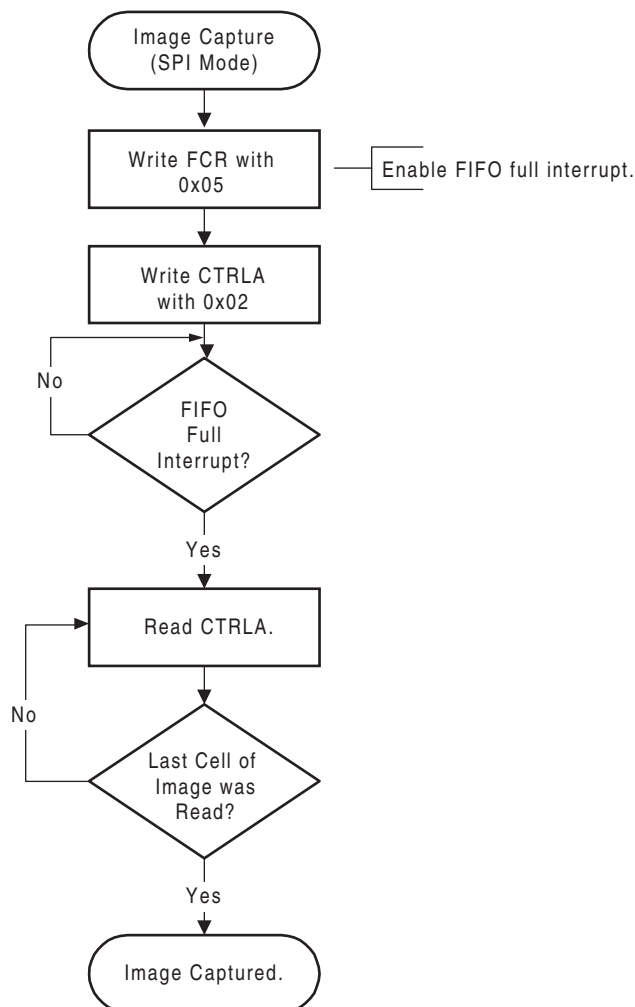 Image Capture
(SPI Mode)
Write FCR with
0x05
Enable FIFO full interrupt.
Write CTRLA
with 0x02
No
FIFO
Full
Interrupt?
Yes
Read CTRLA.
No
Last Cell of
Image was
Read?
Yes
Image Captured.